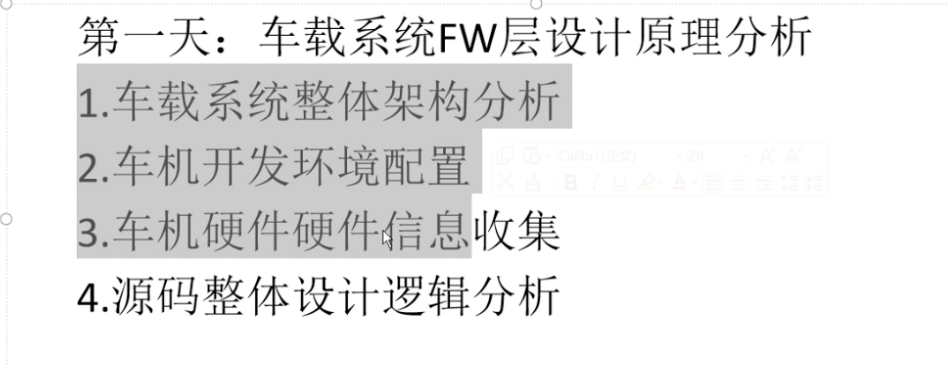 第一天：车载系统FW层设计原理分析
1.车载系统整体架构分析
2.车机开发环境配置
Calibri (正文) 20
B I U A
3.车机硬件硬件信息收集
4.源码整体设计逻辑分析